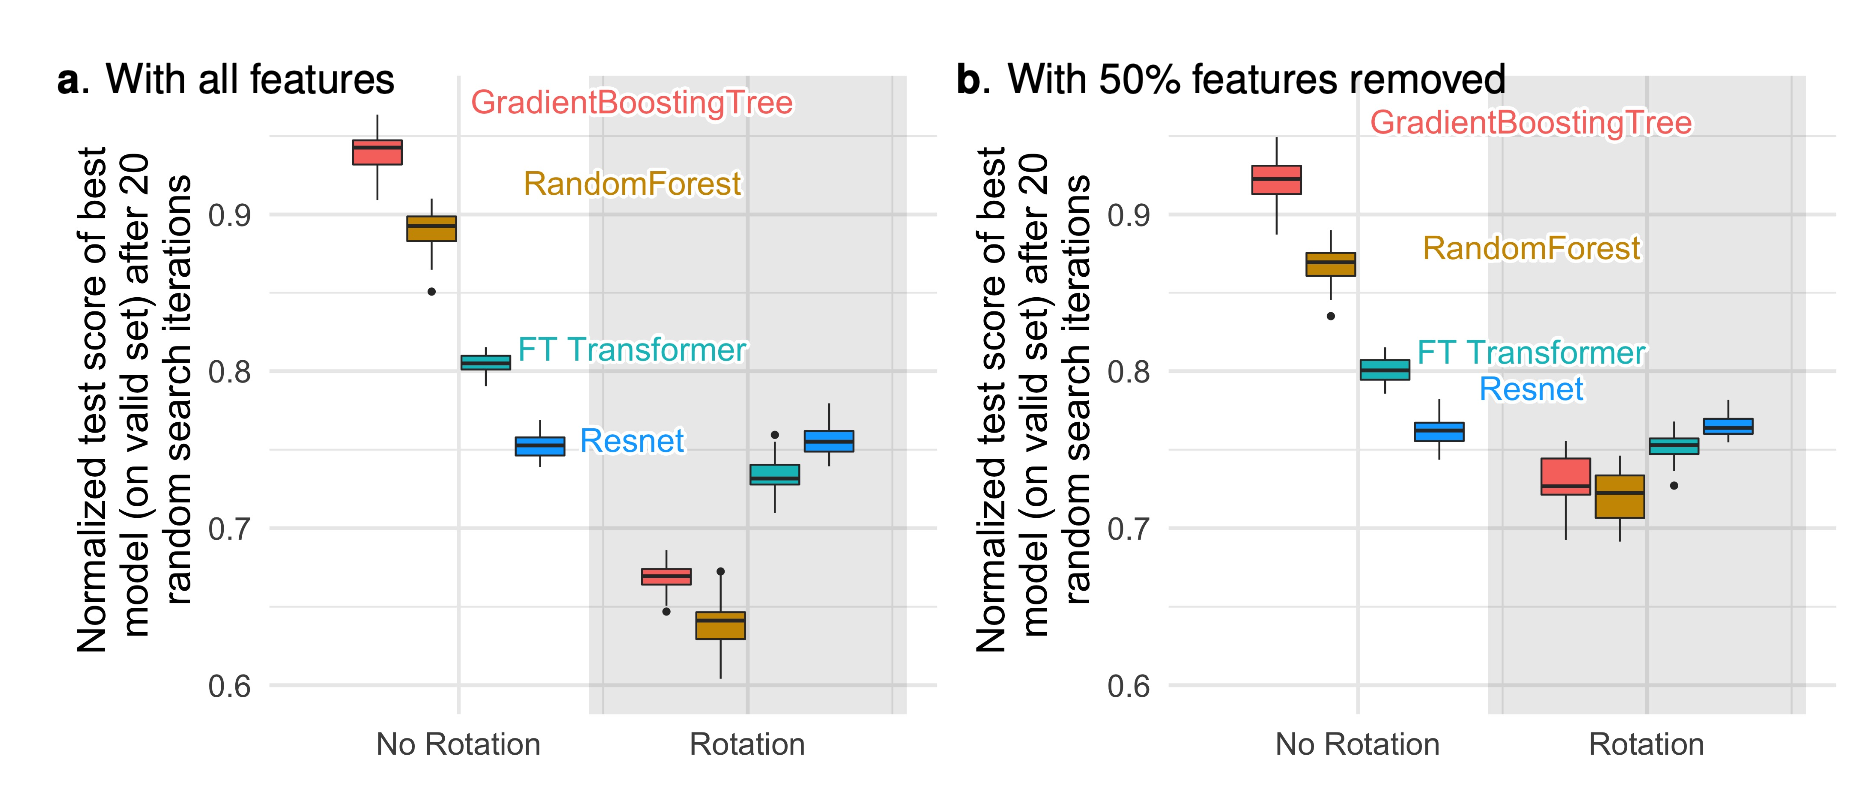 a. With all features
Normalized test score of best
model (on valid set) after 20
random search iterations
0.9
0.8
0.7
0.6
GradientBoostingTree
RandomForest
FT Transformer
Resnet
No Rotation
Rotation
b. With 50% features removed
Normalized test score of best
model (on valid set) after 20
random search iterations
0.9
0.8
0.7
0.6
GradientBoostingTree
RandomForest
FT Transformer
Resnet
No Rotation
Rotation